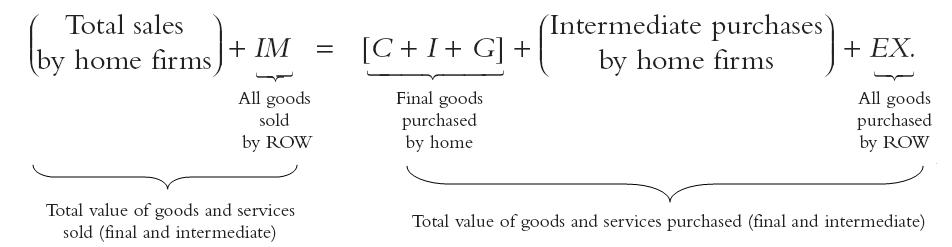 (Total sales by home firms) + IM = [C + I + G] + (Intermediate purchases by home firms) + EX.
All goods sold by ROW
Final goods purchased by home
All goods purchased by ROW
Total value of goods and services sold (final and intermediate)
Total value of goods and services purchased (final and intermediate)